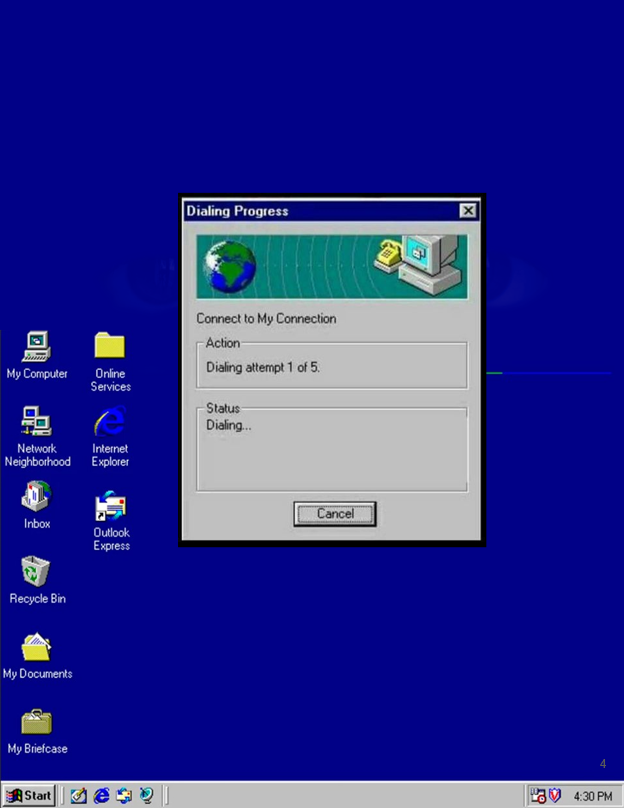 Dialing Progress
Connect to My Connection
Action
Dialing attempt 1 of 5.
Status
Dialing...
Cancel
My Computer
Online
Services
Network
Neighborhood
Internet
Explorer
Inbox
Outlook
Express
Recycle Bin
My Documents
My Briefcase
4
Start
4:30 PM